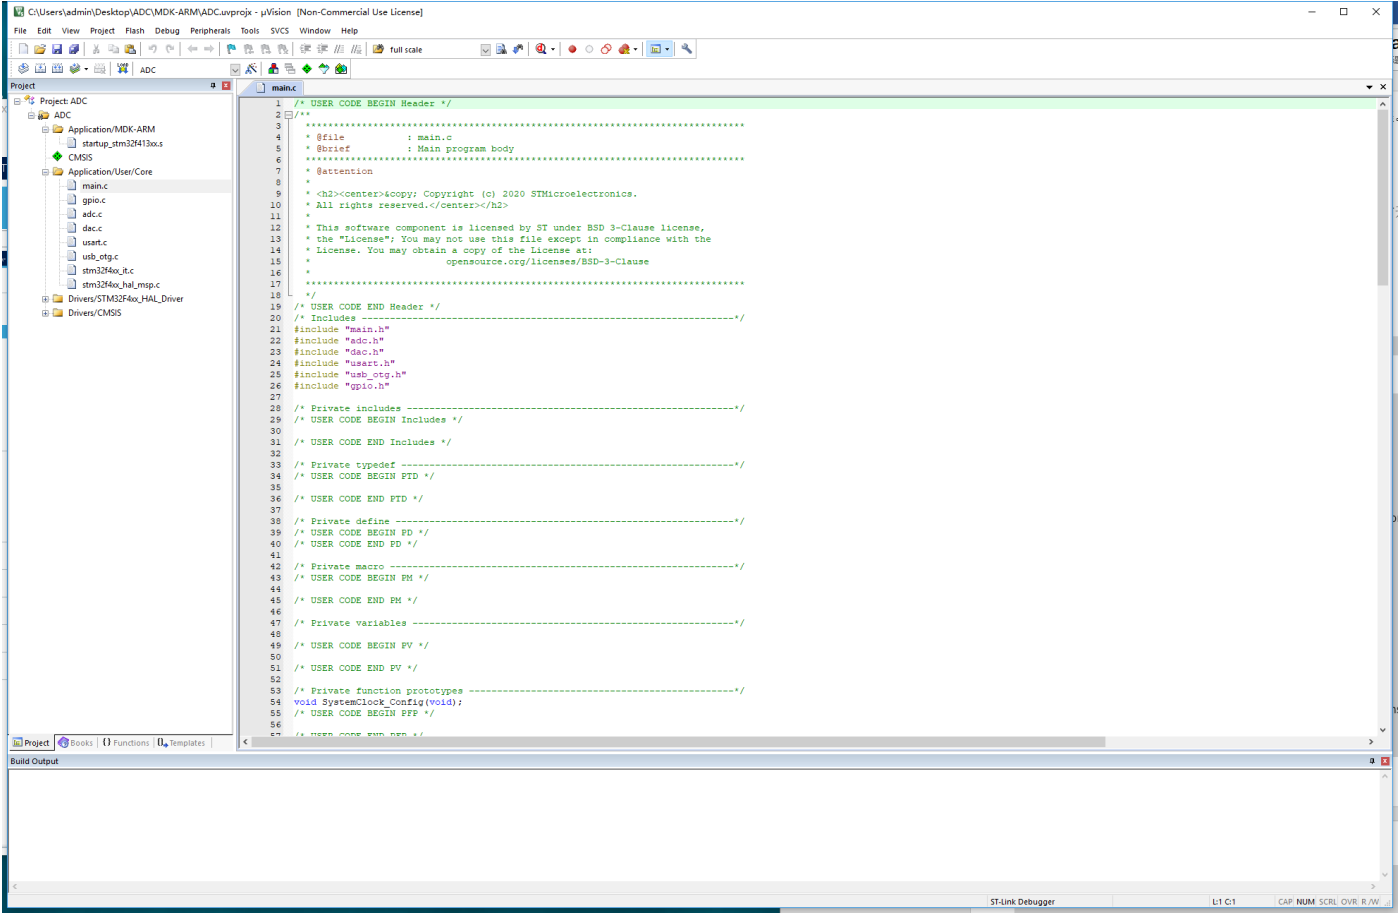 C:\Users\admin\Desktop\ADC\MDK-ARM\ADC.uvprojx - µVision [Non-Commercial Use License]
File Edit View Project Flash Debug Peripherals Tools SVCS Window Help
full scale
LOAD ADC
Project
main.c
Project: ADC
ADC
Application/MDK-ARM
startup_stm32f413xx.s
CMSIS
Application/User/Core
main.c
gpio.c
adc.c
dac.c
usart.c
usb_otg.c
stm32f4xx_it.c
stm32f4xx_hal_msp.c
Drivers/STM32F4xx_HAL_Driver
Drivers/CMSIS
1 /* USER CODE BEGIN Header */
2 /**
3 ******************************************************************************
4 * @file : main.c
5 * @brief : Main program body
6 ******************************************************************************
7 * @attention
8 *
9 * <h2><center>&copy; Copyright (c) 2020 STMicroelectronics.
10 * All rights reserved.</center></h2>
11 *
12 * This software component is licensed by ST under BSD 3-Clause license,
13 * the "License"; You may not use this file except in compliance with the
14 * License. You may obtain a copy of the License at:
15 * opensource.org/licenses/BSD-3-Clause
16 *
17 ******************************************************************************
18 */
19 /* USER CODE END Header */
20 /* Includes ------------------------------------------------------------------*/
21 #include "main.h"
22 #include "adc.h"
23 #include "dac.h"
24 #include "usart.h"
25 #include "usb_otg.h"
26 #include "gpio.h"
27
28 /* Private includes ----------------------------------------------------------*/
29 /* USER CODE BEGIN Includes */
30
31 /* USER CODE END Includes */
32
33 /* Private typedef -----------------------------------------------------------*/
34 /* USER CODE BEGIN PTD */
35
36 /* USER CODE END PTD */
37
38 /* Private define ------------------------------------------------------------*/
39 /* USER CODE BEGIN PD */
40 /* USER CODE END PD */
41
42 /* Private macro -------------------------------------------------------------*/
43 /* USER CODE BEGIN PM */
44
45 /* USER CODE END PM */
46
47 /* Private variables ---------------------------------------------------------*/
48
49 /* USER CODE BEGIN PV */
50
51 /* USER CODE END PV */
52
53 /* Private function prototypes -----------------------------------------------*/
54 void SystemClock_Config(void);
55 /* USER CODE BEGIN PFP */
56
57 /* USER CODE END PFP */
Project Books Functions Templates
Build Output
ST-Link Debugger L:1 C:1 CAP NUM SCRL OVR R/W